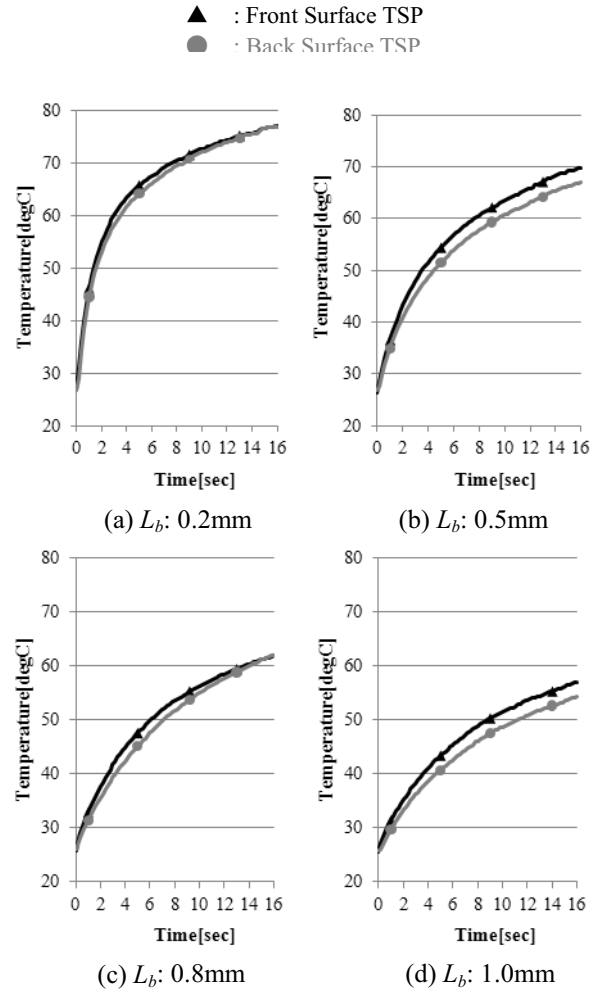 ▲ : Front Surface TSP
● : Back Surface TSP
80
70
60
50
40
30
20
Temperature[degC]
0 2 4 6 8 10 12 14 16
Time[sec]
(a) L_b: 0.2mm
80
70
60
50
40
30
20
Temperature[degC]
0 2 4 6 8 10 12 14 16
Time[sec]
(b) L_b: 0.5mm
80
70
60
50
40
30
20
Temperature[degC]
0 2 4 6 8 10 12 14 16
Time[sec]
(c) L_b: 0.8mm
80
70
60
50
40
30
20
Temperature[degC]
0 2 4 6 8 10 12 14 16
Time[sec]
(d) L_b: 1.0mm